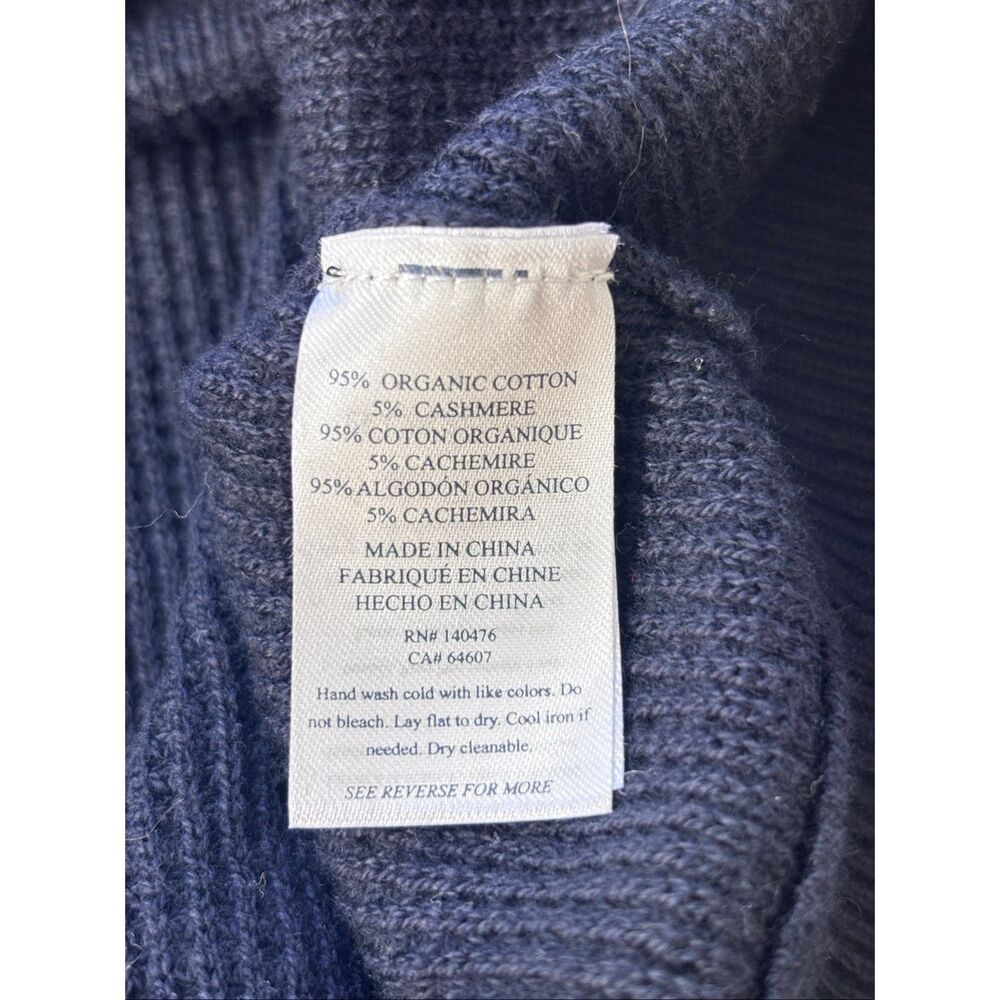 95% ORGANIC COTTON
5% CASHMERE
95% COTON ORGANIQUE
5% CACHEMIRE
95% ALGODÓN ORGÁNICO
5% CACHEMIRA
MADE IN CHINA
FABRIQUÉ EN CHINE
HECHO EN CHINA
RN# 140476
CA# 64607
Hand wash cold with like colors. Do
not bleach. Lay flat to dry. Cool iron if
needed. Dry cleanable.
SEE REVERSE FOR MORE